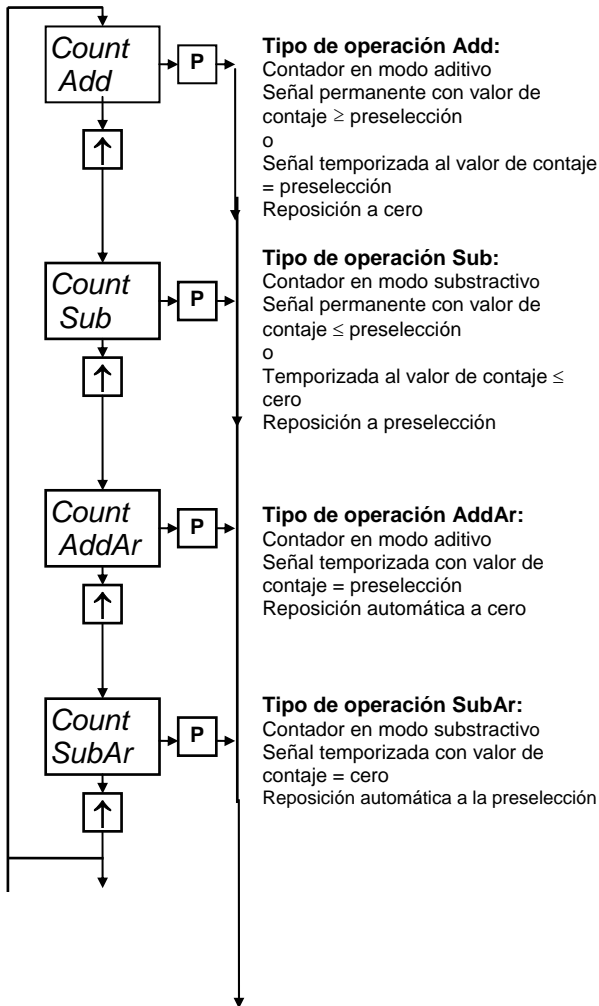 Count
Add
P
↑
Tipo de operación Add:
Contador en modo aditivo
Señal permanente con valor de
contaje ≥ preselección
o
Señal temporizada al valor de contaje
= preselección
Reposición a cero
Count
Sub
P
↑
Tipo de operación Sub:
Contador en modo substractivo
Señal permanente con valor de
contaje ≤ preselección
o
Temporizada al valor de contaje ≤
cero
Reposición a preselección
Count
AddAr
P
↑
Tipo de operación AddAr:
Contador en modo aditivo
Señal temporizada con valor de
contaje = preselección
Reposición automática a cero
Count
SubAr
P
↑
Tipo de operación SubAr:
Contador en modo substractivo
Señal temporizada con valor de
contaje = cero
Reposición automática a la preselección